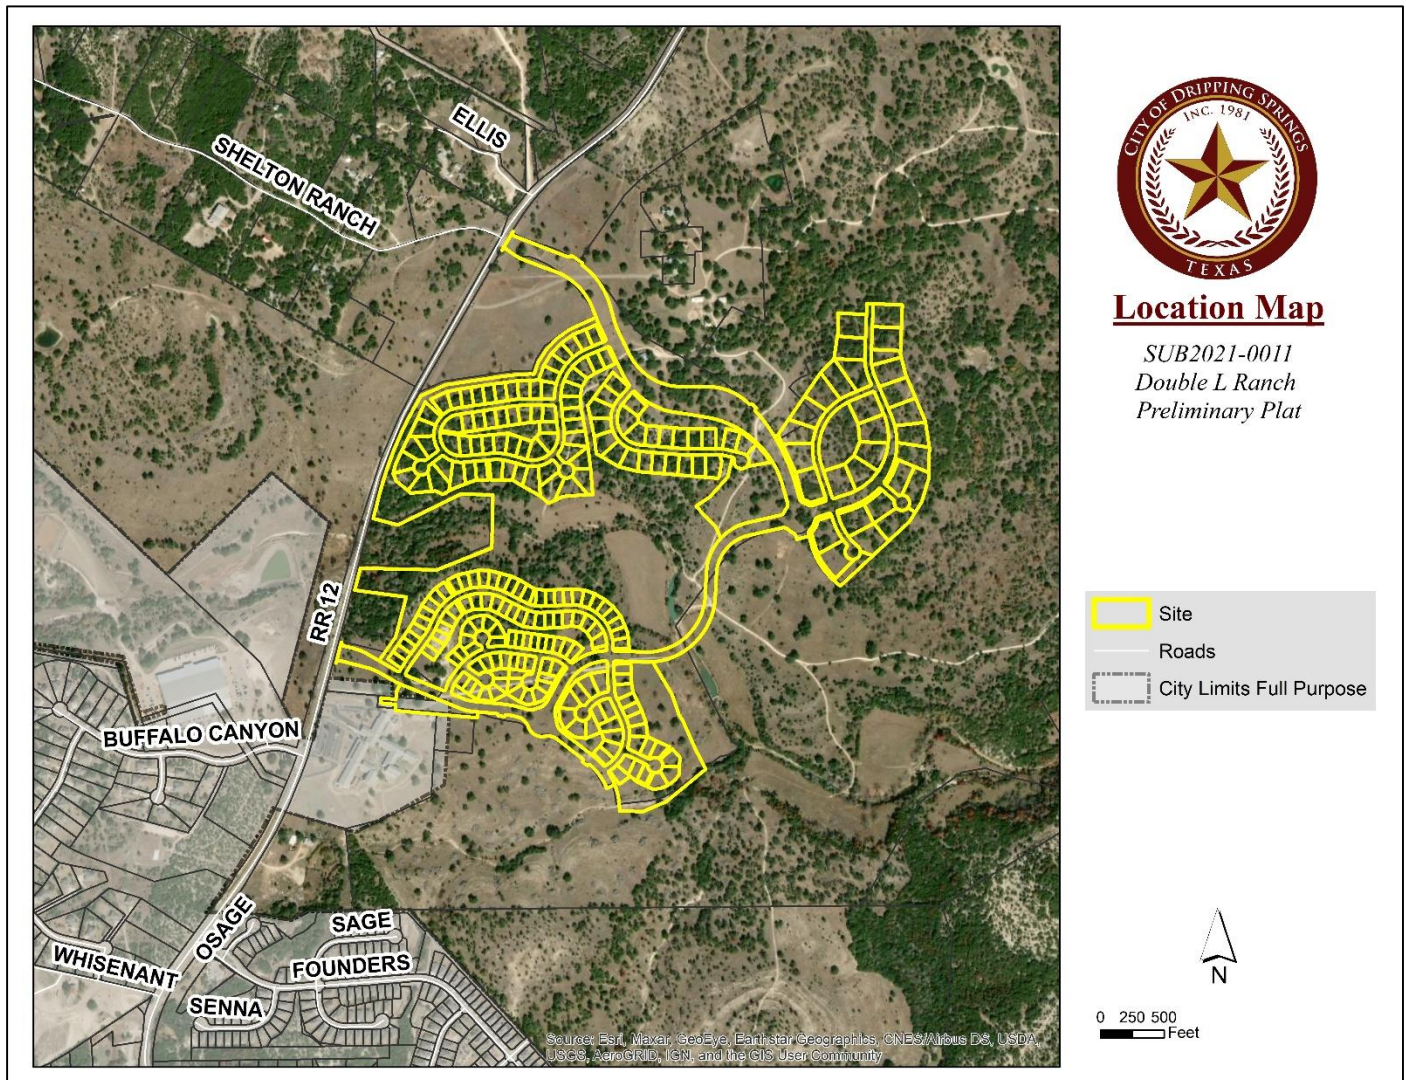 ELLIS
SHELTON RANCH
RR 12
BUFFALO CANYON
OSAGE
SAGE
WHISENANT
FOUNDERS
SENNA
Source: Esri, Maxar, GeoEye, Earthstar Geographics, CNES/Airbus DS, USDA,
USGS, AeroGRID, IGN, and the GIS User Community
CITY OF DRIPPING SPRINGS
INC. 1981
TEXAS
Location Map
SUB2021-0011
Double L Ranch
Preliminary Plat
Site
Roads
City Limits Full Purpose
N
0 250 500
Feet